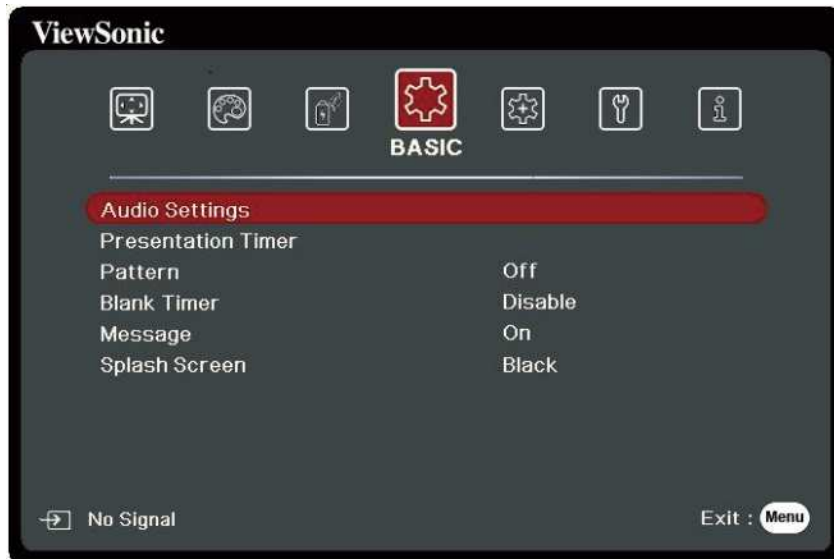 ViewSonic
BASIC
Audio Settings
Presentation Timer
Pattern Off
Blank Timer Disable
Message On
Splash Screen Black
No Signal
Exit : Menu